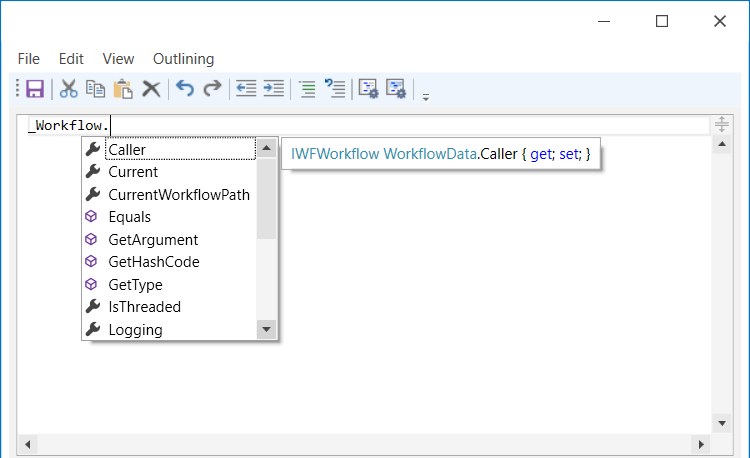 File Edit View Outlining
_Workflow.
Caller
IWFWorkflow WorkflowData.Caller { get; set; }
Current
CurrentWorkflowPath
Equals
GetArgument
GetHashCode
GetType
IsThreaded
Logging